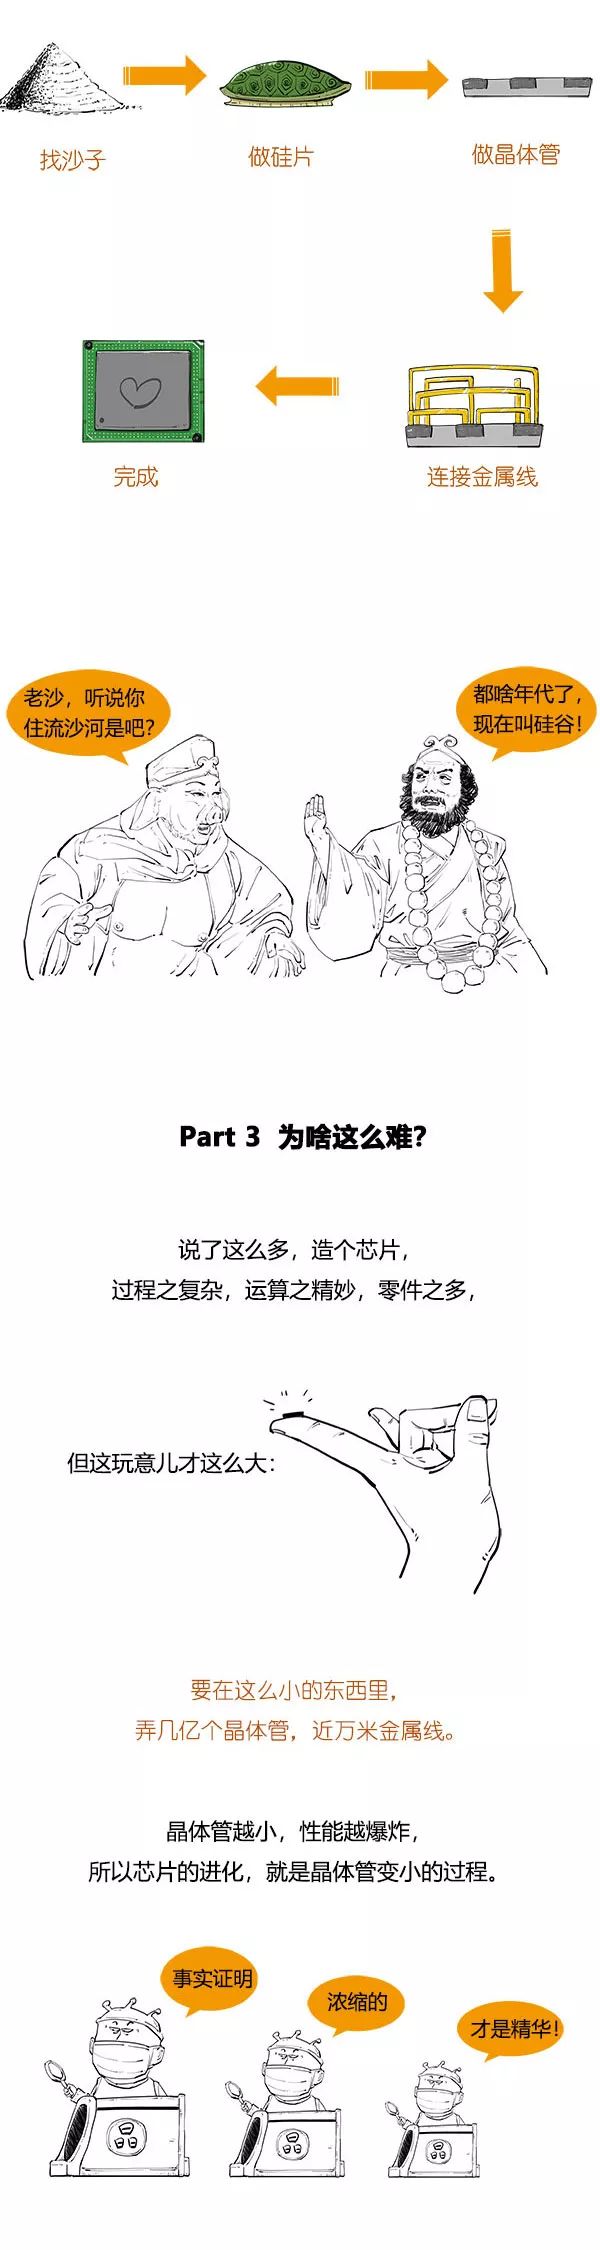 找沙子
做硅片
做晶体管
完成
连接金属线
老沙，听说你
住流沙河是吧？
都啥年代了，
现在叫硅谷！
Part 3 为啥这么难？
说了这么多，造个芯片，
过程之复杂，运算之精妙，零件之多，
但这玩意儿才这么大：
要在这么小的东西里，
弄几亿个晶体管，近万米金属线。
晶体管越小，性能越爆炸，
所以芯片的进化，就是晶体管变小的过程。
事实证明
浓缩的
才是精华！
晶
晶
晶